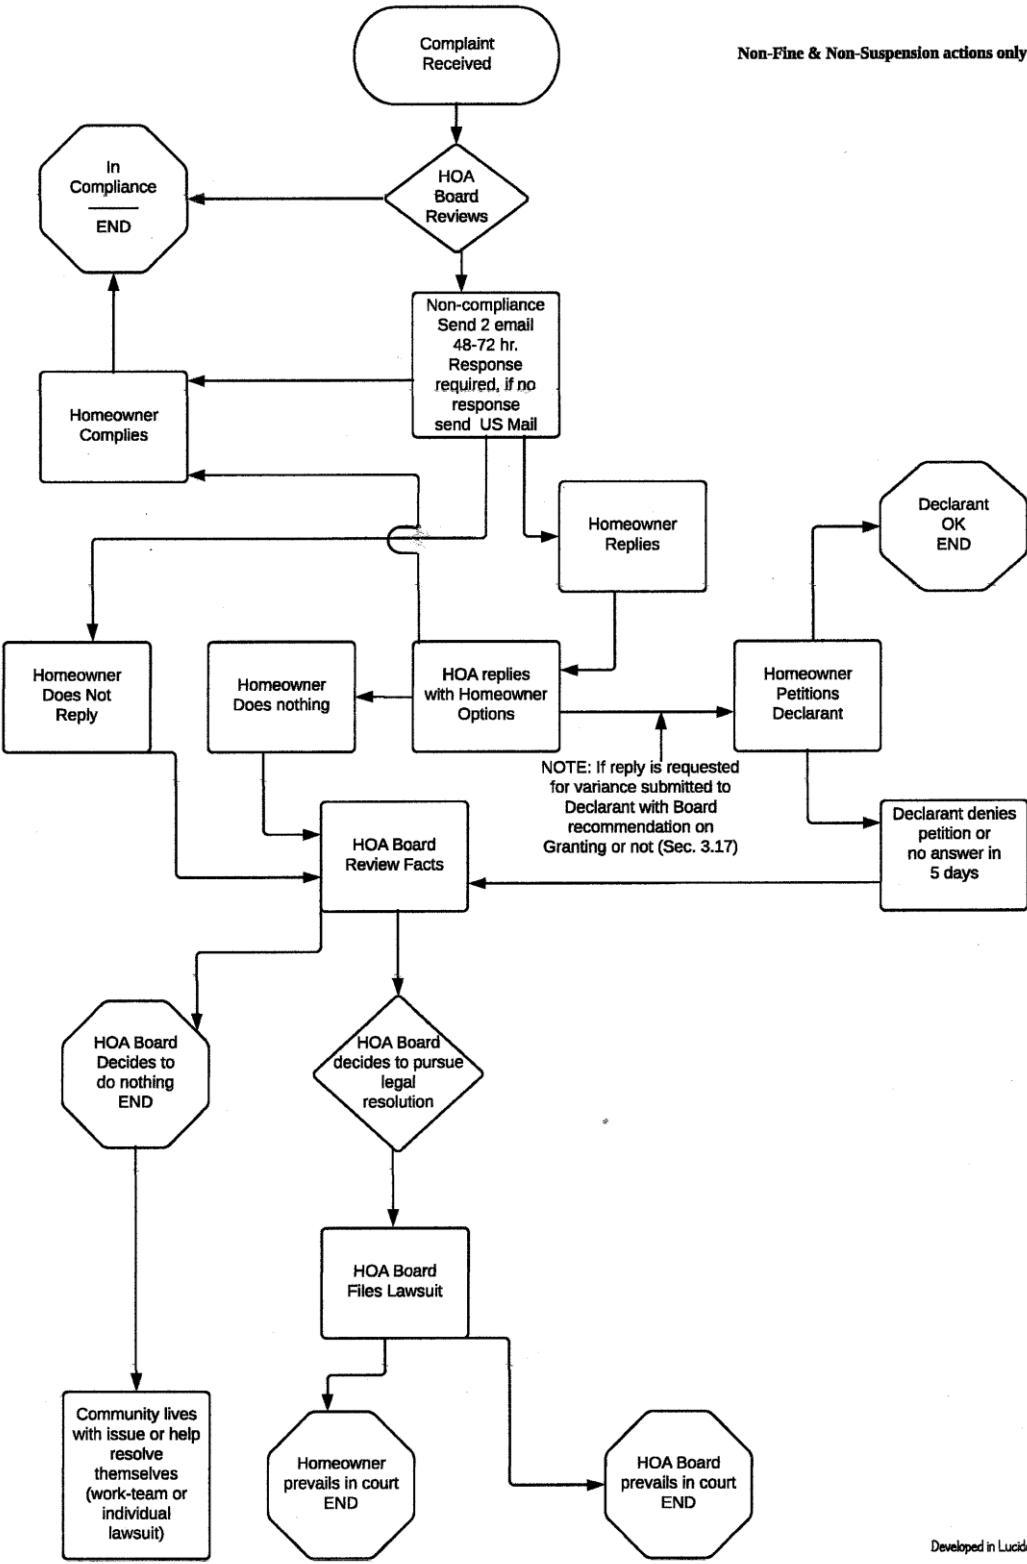 Complaint
Received
Non-Fine & Non-Suspension actions only
In
Compliance
END
HOA
Board
Reviews
Non-compliance
Send 2 email
48-72 hr.
Response
required, if no
response
send US Mail
Homeowner
Complies
Homeowner
Replies
Declarant
OK
END
Homeowner
Does Not
Reply
Homeowner
Does nothing
HOA replies
with Homeowner
Options
Homeowner
Petitions
Declarant
NOTE: If reply is requested
for variance submitted to
Declarant with Board
recommendation on
Granting or not (Sec. 3.17)
Declarant denies
petition or
no answer in
5 days
HOA Board
Review Facts
HOA Board
Decides to
do nothing
END
HOA Board
decides to pursue
legal
resolution
HOA Board
Files Lawsuit
Community lives
with issue or help
resolve
themselves
(work-team or
individual
lawsuit)
Homeowner
prevails in court
END
HOA Board
prevails in court
END
Developed in Lucid